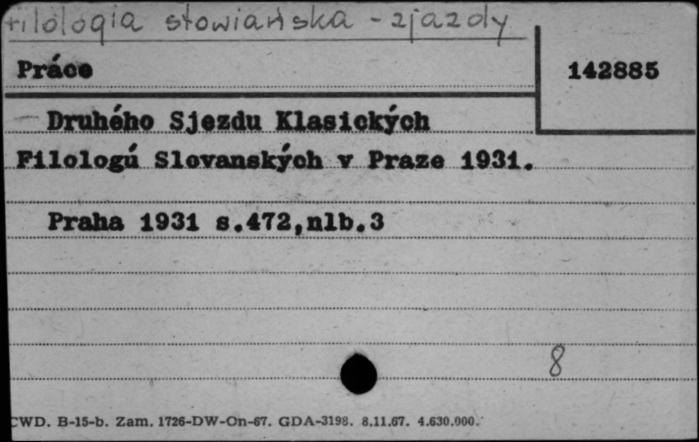 filologia słowiańska - zjazdy
Práce
142885
Druhého Sjezdu Klasických
Filologú Slovanských v Praze 1931.
Praha 1931 s.472,nlb.3
8
CWD. B-15-b. Zam. 1726-DW-On-67. GDA-3198. 8.11.67. 4.630.000.